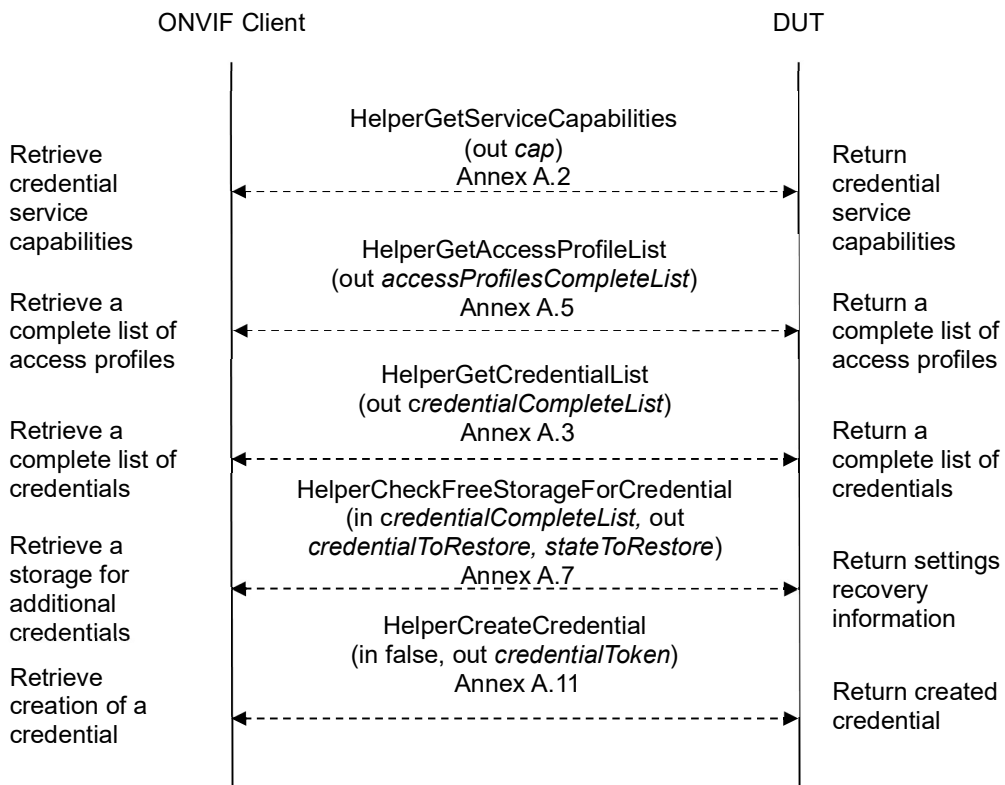 ONVIF Client
DUT
HelperGetServiceCapabilities
(out cap)
Annex A.2
Retrieve
credential
service
capabilities
Return
credential
service
capabilities
HelperGetAccessProfileList
(out accessProfilesCompleteList)
Annex A.5
Retrieve a
complete list of
access profiles
Return a
complete list of
access profiles
HelperGetCredentialList
(out credentialCompleteList)
Annex A.3
Retrieve a
complete list of
credentials
Return a
complete list of
credentials
HelperCheckFreeStorageForCredential
(in credentialCompleteList, out
credentialToRestore, stateToRestore)
Annex A.7
Retrieve a
storage for
additional
credentials
Return settings
recovery
information
HelperCreateCredential
(in false, out credentialToken)
Annex A.11
Retrieve
creation of a
credential
Return created
credential